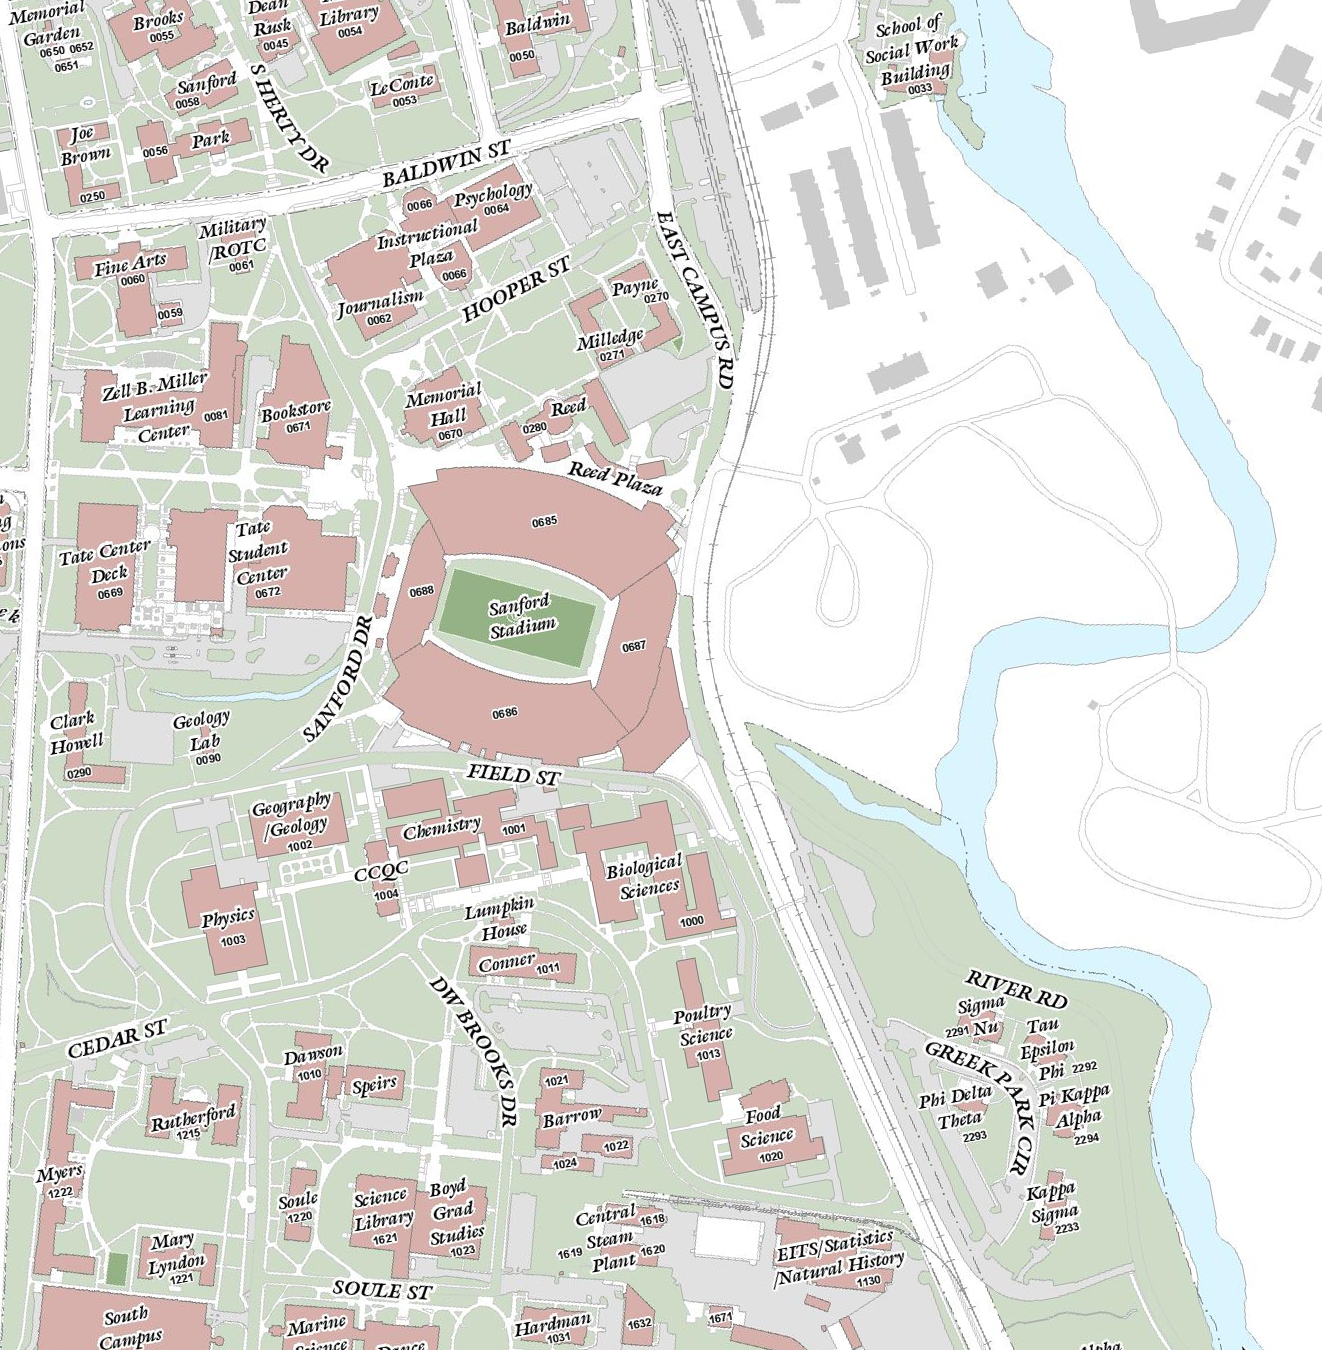 Memorial
Garden
0650 0652
0651
Brooks
0055
Dean
Rusk
0045
Library
0054
Baldwin
0050
School of
Social Work
Building
0033
Sanford
0058
S HERTY DR
LeConte
0053
Joe
Brown
0250
0056
Park
BALDWIN ST
Military
/ROTC
0061
0066
Psychology
0064
Instructional
Plaza
0066
EAST CAMPUS RD
Fine Arts
0060
0059
Journalism
0062
HOOPER ST
Payne
0270
Milledge
0271
Zell B. Miller
Learning
Center
0081
Bookstore
0671
Memorial
Hall
0670
Reed
0280
Reed Plaza
ons
Tate Center
Deck
0669
Tate
Student
Center
0672
0685
0688
Sanford
Stadium
0687
0686
SANFORD DR
Clark
Howell
0290
Geology
Lab
0090
FIELD ST
Geography
/Geology
1002
Chemistry
1001
CCQC
1004
Biological
Sciences
1000
Physics
1003
Lumpkin
House
Conner 1011
DW BROOKS DR
Poultry
Science
1013
RIVER RD
Sigma
Nu
2291
Tau
Epsilon
Phi 2292
GREEK PARK CIR
Phi Delta
Theta
2293
Pi Kappa
Alpha
2294
Kappa
Sigma
2233
CEDAR ST
Dawson
1010
Speirs
1021
Barrow
1022
1024
Food
Science
1020
Rutherford
1215
Myers
1222
Soule
1220
Science
Library
1621
Boyd
Grad
Studies
1023
Central
Steam
Plant
1618
1619
1620
EITS/Statistics
/Natural History
1130
Mary
Lyndon
1221
SOULE ST
South
Campus
Marine
Science
Dance
Hardman
1031
1632
1671
Alpha